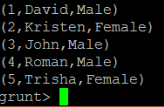 (1,David,Male)
(2,Kristen,Female)
(3,John,Male)
(4,Roman,Male)
(5,Trisha,Female)
grunt>